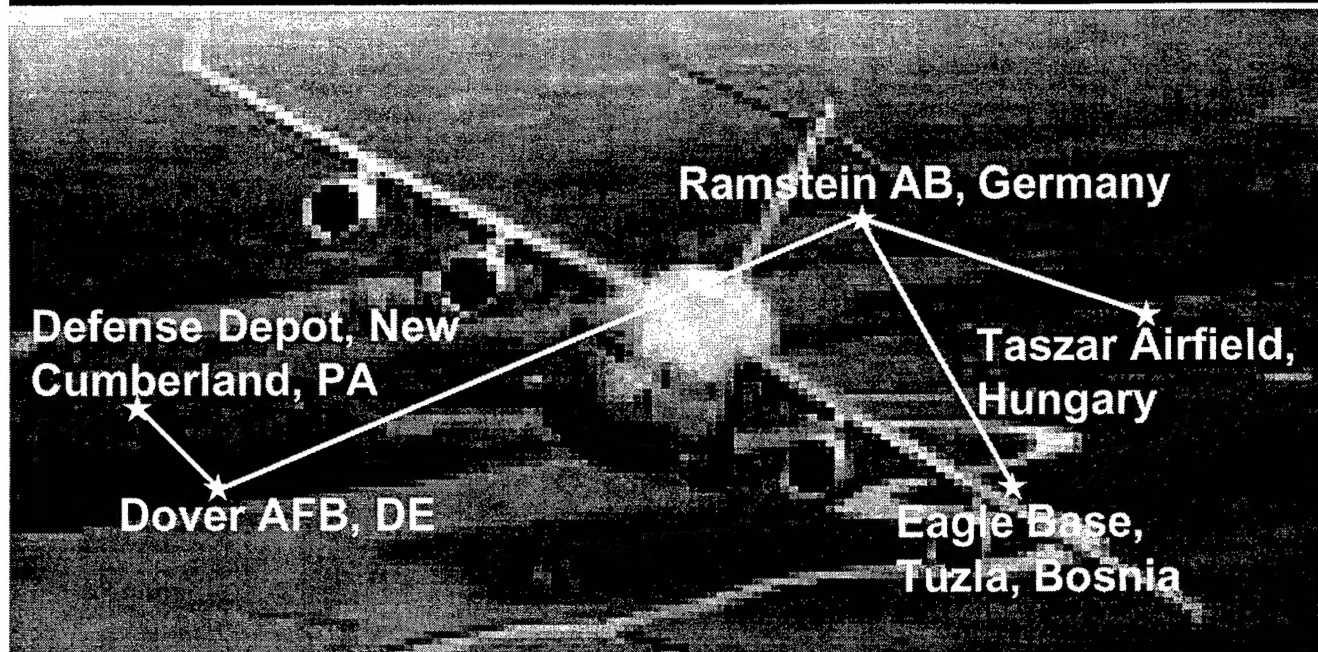 Ramstein AB, Germany
Defense Depot, New
Cumberland, PA
Taszar Airfield,
Hungary
Dover AFB, DE
Eagle Base,
Tuzla, Bosnia